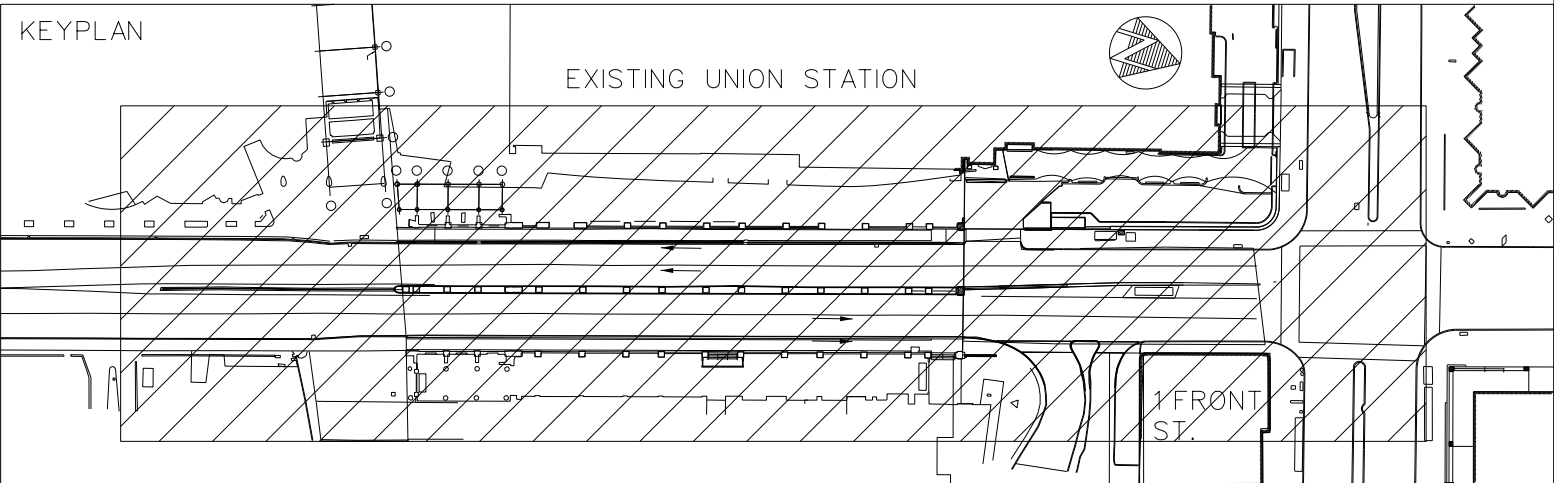 KEYPLAN
EXISTING UNION STATION
1 FRONT
ST.